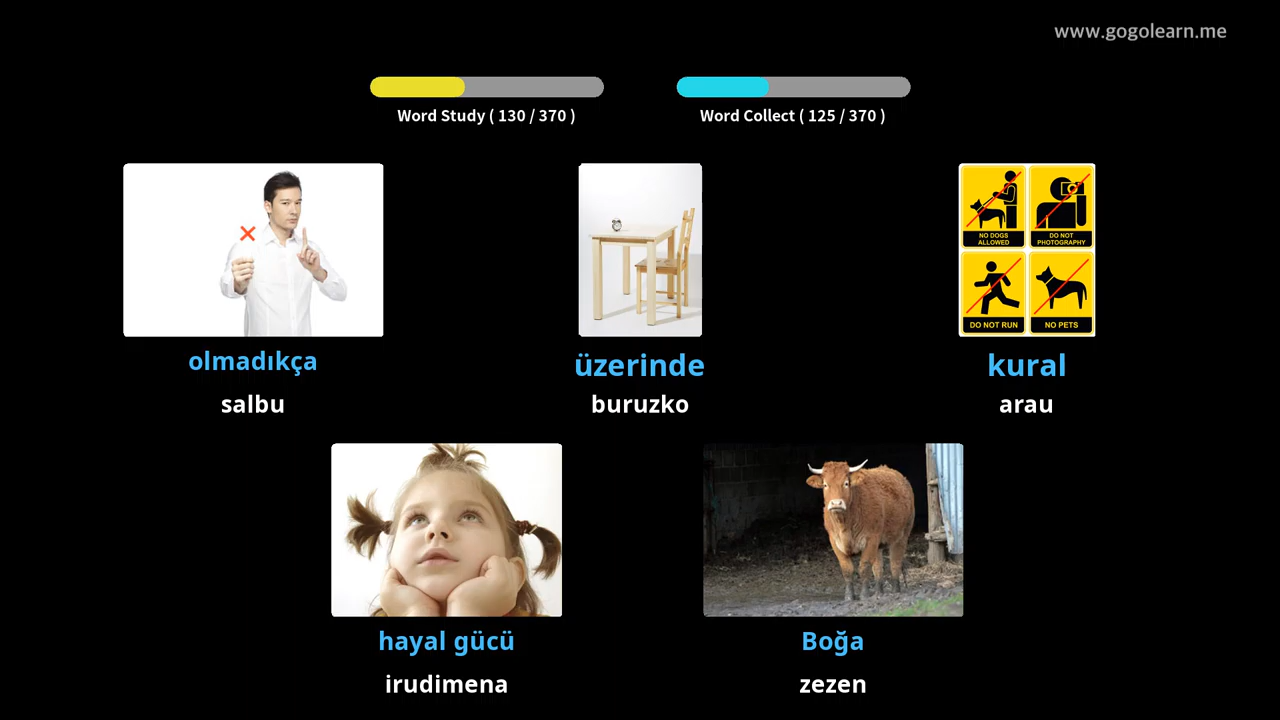 www.gogolearn.me
Word Study ( 130 / 370 )
Word Collect ( 125 / 370 )
NO DOGS
ALLOWED
DO NOT
PHOTOGRAPHY
DO NOT RUN
NO PETS
olmadıkça
üzerinde
kural
salbu
buruzko
arau
hayal gücü
Boğa
irudimena
zezen